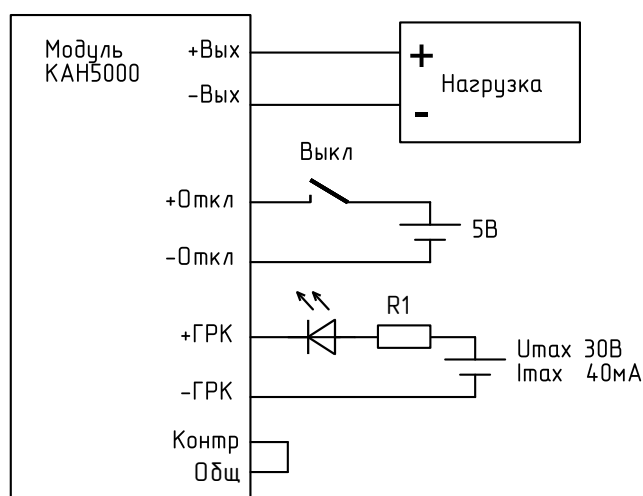 Модуль
КАН5000
+Вых
-Вых
+
-
Нагрузка
Выкл
+Откл
-Откл
5В
R1
+ГРК
-ГРК
Umax 30В
Imax 40мА
Контр
Общ